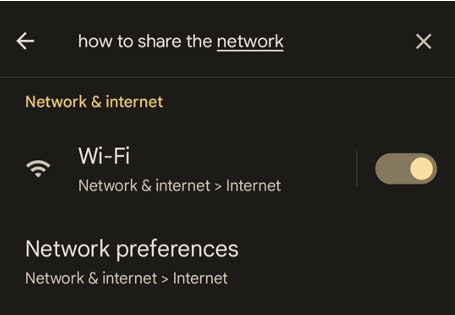 how to share the network
Network & internet
Wi-Fi
Network & internet > Internet
Network preferences
Network & internet > Internet